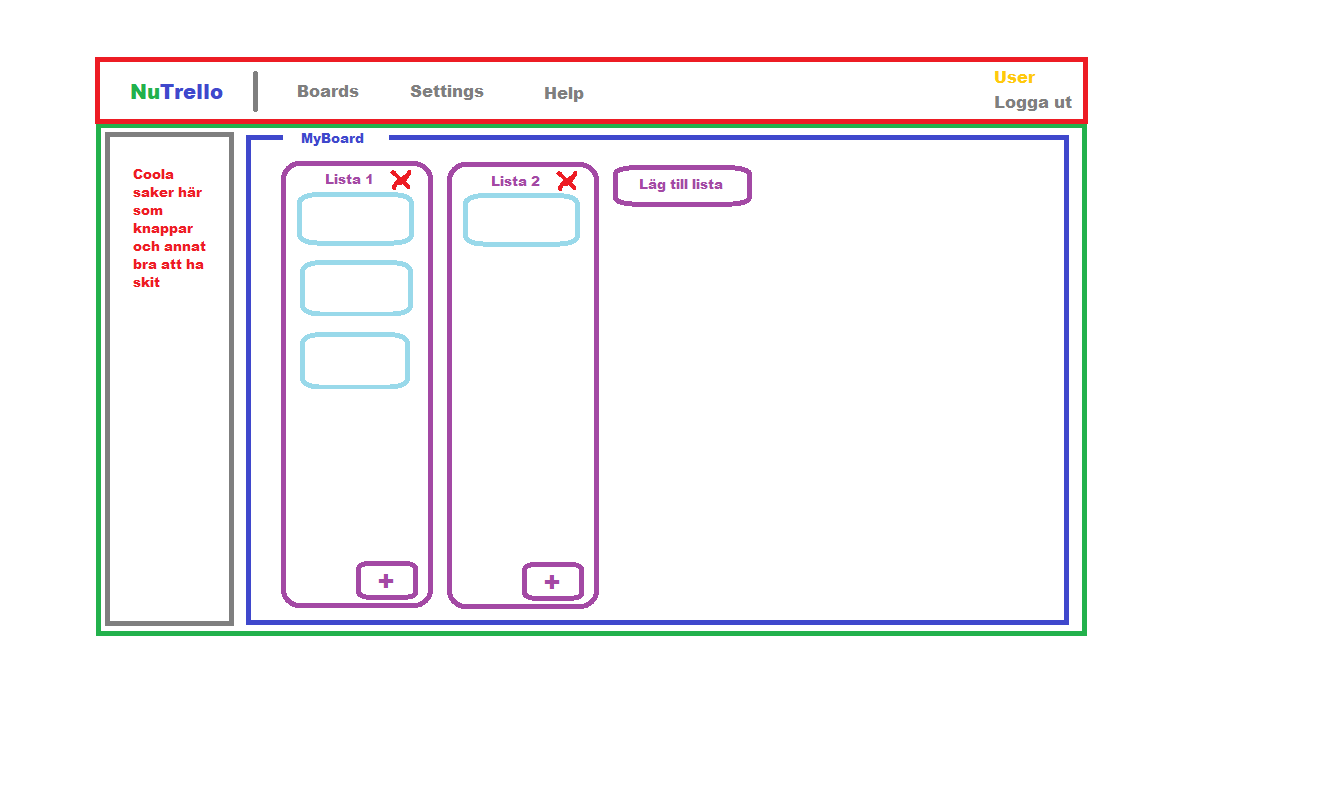 NuTrello
Boards
Settings
Help
User
Logga ut
MyBoard
Coola
saker här
som
knappar
och annat
bra att ha
skit
Lista 1
Lista 2
Läg till lista
+
+